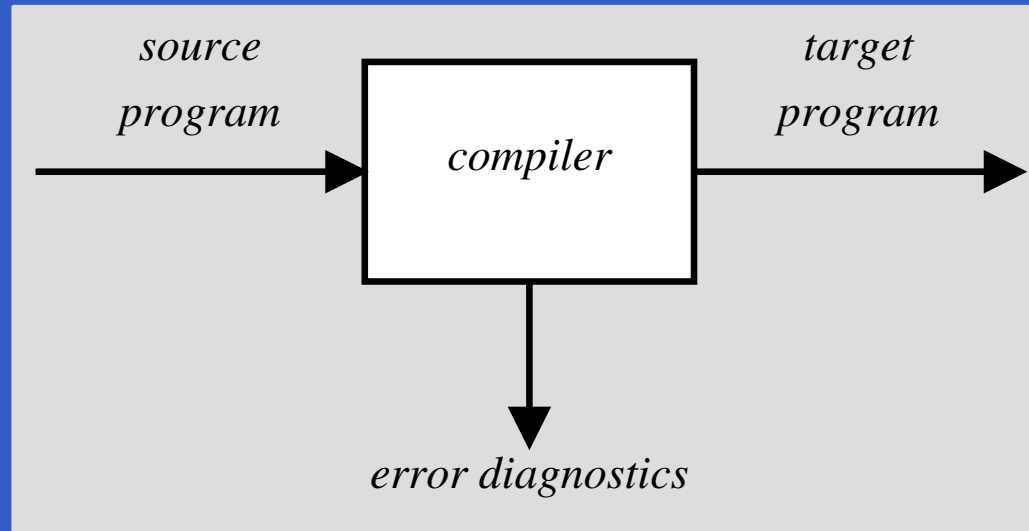 source
program
compiler
target
program
error diagnostics